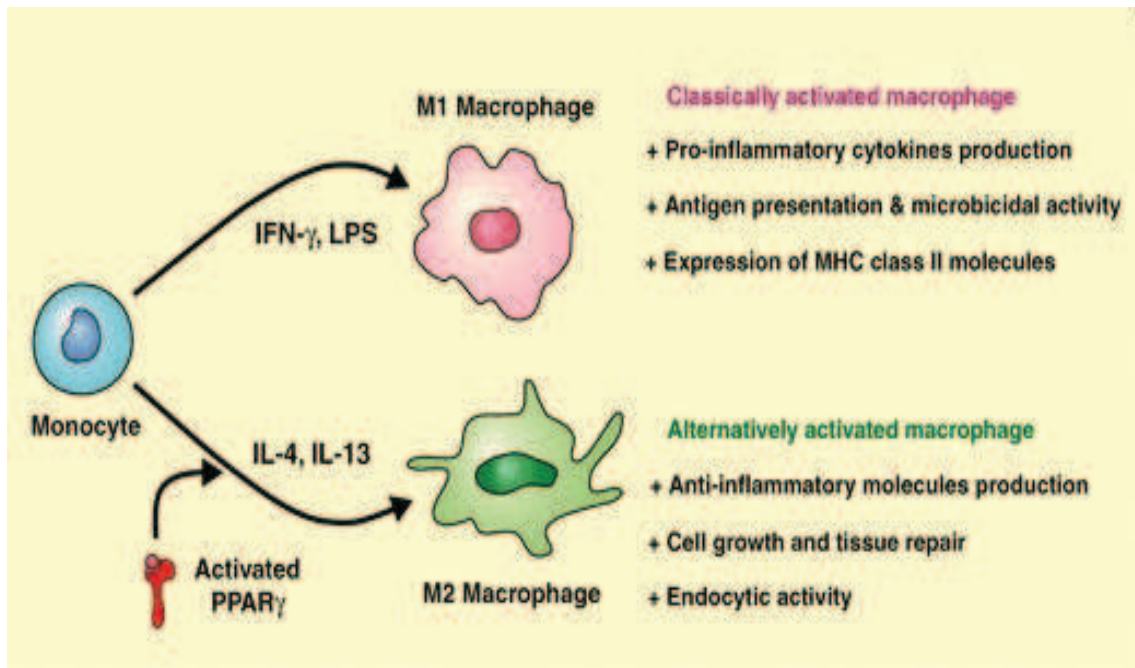 M1 Macrophage
Classically activated macrophage
+ Pro-inflammatory cytokines production
+ Antigen presentation & microbicidal activity
+ Expression of MHC class II molecules
IFN-γ, LPS
Monocyte
IL-4, IL-13
Activated
PPARγ
M2 Macrophage
Alternatively activated macrophage
+ Anti-inflammatory molecules production
+ Cell growth and tissue repair
+ Endocytic activity